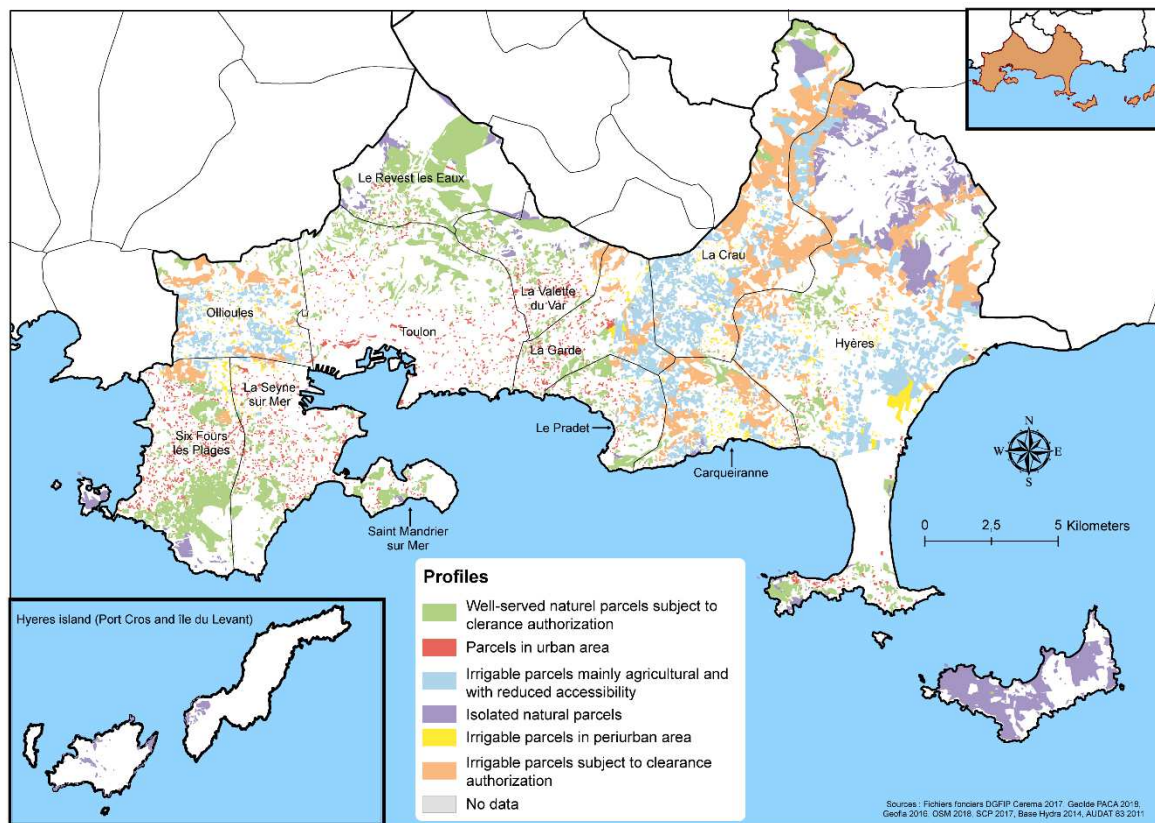 Le Revest les Eaux
La Crau
Ollioules
La Valette
du Var
Toulon
Hyères
La Garde
La Seyne
sur Mer
Le Pradet
Six Fours
les Plages
Carqueiranne
Saint Mandrier
sur Mer
N
W
E
S
0 2,5 5 Kilometers
Profiles
Well-served naturel parcels subject to
clerance authorization
Parcels in urban area
Irrigable parcels mainly agricultural and
with reduced accessibility
Isolated natural parcels
Irrigable parcels in periurban area
Irrigable parcels subject to clearance
authorization
No data
Hyeres island (Port Cros and île du Levant)
Sources : Fichiers fonciers DGFIP Cerema 2017, GeoIde PACA 2018,
Geofla 2016, OSM 2018, SCP 2017, Base Hydra 2014, AUDAT 83 2011